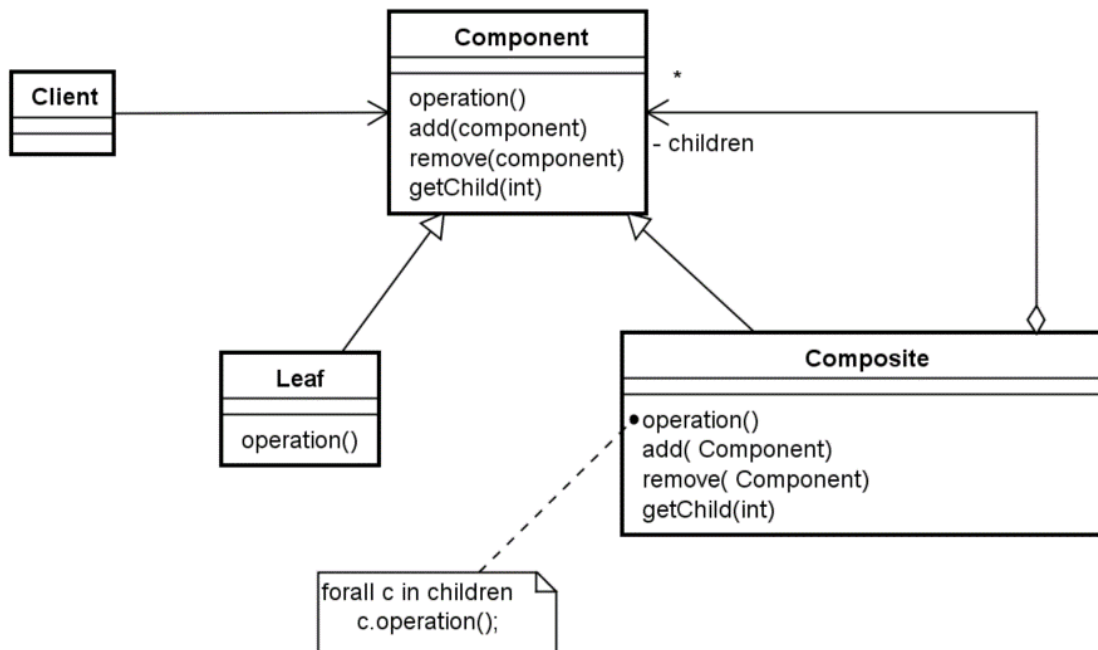 Component
operation()
add(component)
remove(component)
getChild(int)
Client
*
- children
Leaf
operation()
Composite
operation()
add( Component)
remove( Component)
getChild(int)
forall c in children
c.operation();